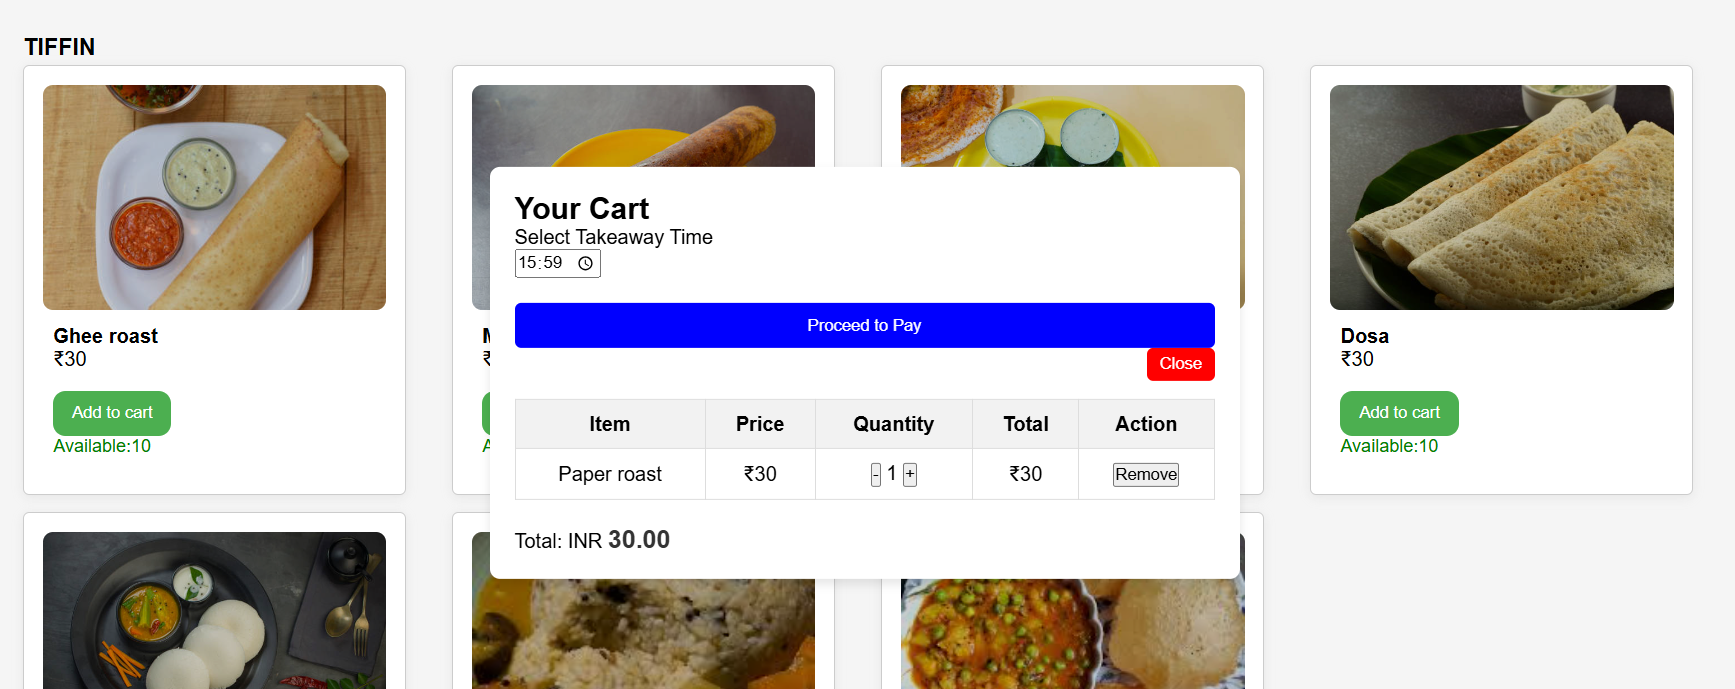 TIFFIN
Your Cart
Select Takeaway Time
15:59
Proceed to Pay
Close
Item Price Quantity Total Action
Paper roast ₹30 - 1 + ₹30 Remove
Total: INR 30.00
Ghee roast
₹30
Add to cart
Available:10
Dosa
₹30
Add to cart
Available:10